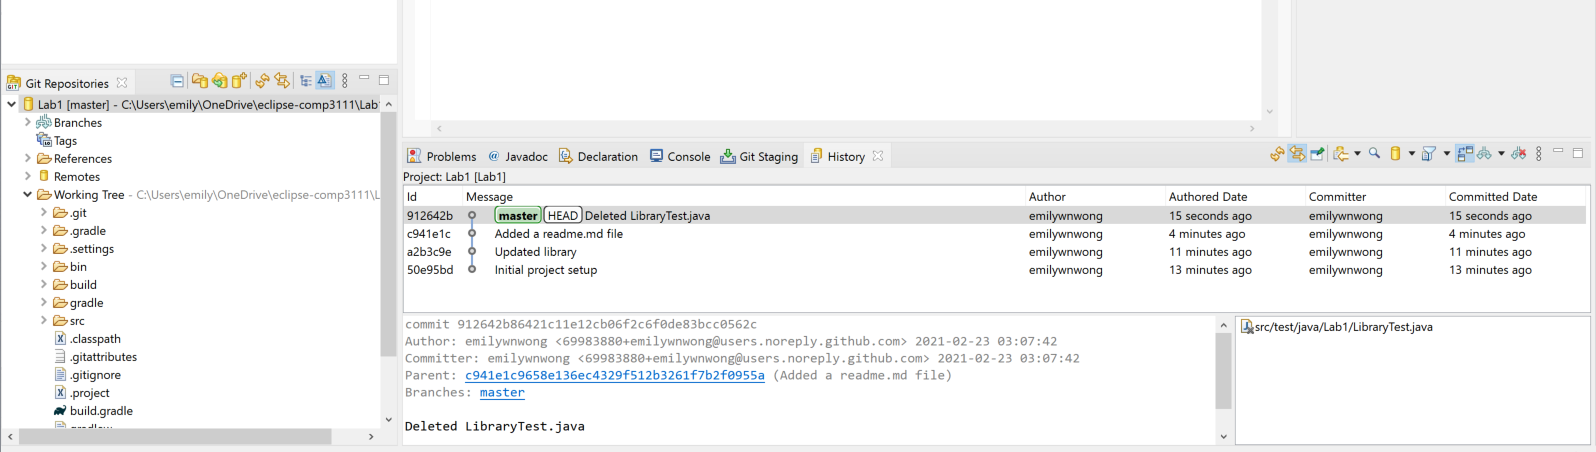 Git Repositories
Lab1 [master] - C:\Users\emily\OneDrive\eclipse-comp3111\Lab
Branches
Tags
References
Remotes
Working Tree - C:\Users\emily\OneDrive\eclipse-comp3111\L
.git
.gradle
.settings
bin
build
gradle
src
.classpath
.gitattributes
.gitignore
.project
build.gradle
Problems @ Javadoc Declaration Console Git Staging History
Project: Lab1 [Lab1]
Id Message Author Authored Date Committer Committed Date
912642b master HEAD Deleted LibraryTest.java emilywnwong 15 seconds ago emilywnwong 15 seconds ago
c941e1c Added a readme.md file emilywnwong 4 minutes ago emilywnwong 4 minutes ago
a2b3c9e Updated library emilywnwong 11 minutes ago emilywnwong 11 minutes ago
50e95bd Initial project setup emilywnwong 13 minutes ago emilywnwong 13 minutes ago
commit 912642b86421c11e12cb06f2c6f0de83bcc0562c
Author: emilywnwong <69983880+emilywnwong@users.noreply.github.com> 2021-02-23 03:07:42
Committer: emilywnwong <69983880+emilywnwong@users.noreply.github.com> 2021-02-23 03:07:42
Parent: c941e1c9658e136ec4329f512b3261f7b2f0955a (Added a readme.md file)
Branches: master
Deleted LibraryTest.java
src/test/java/Lab1/LibraryTest.java